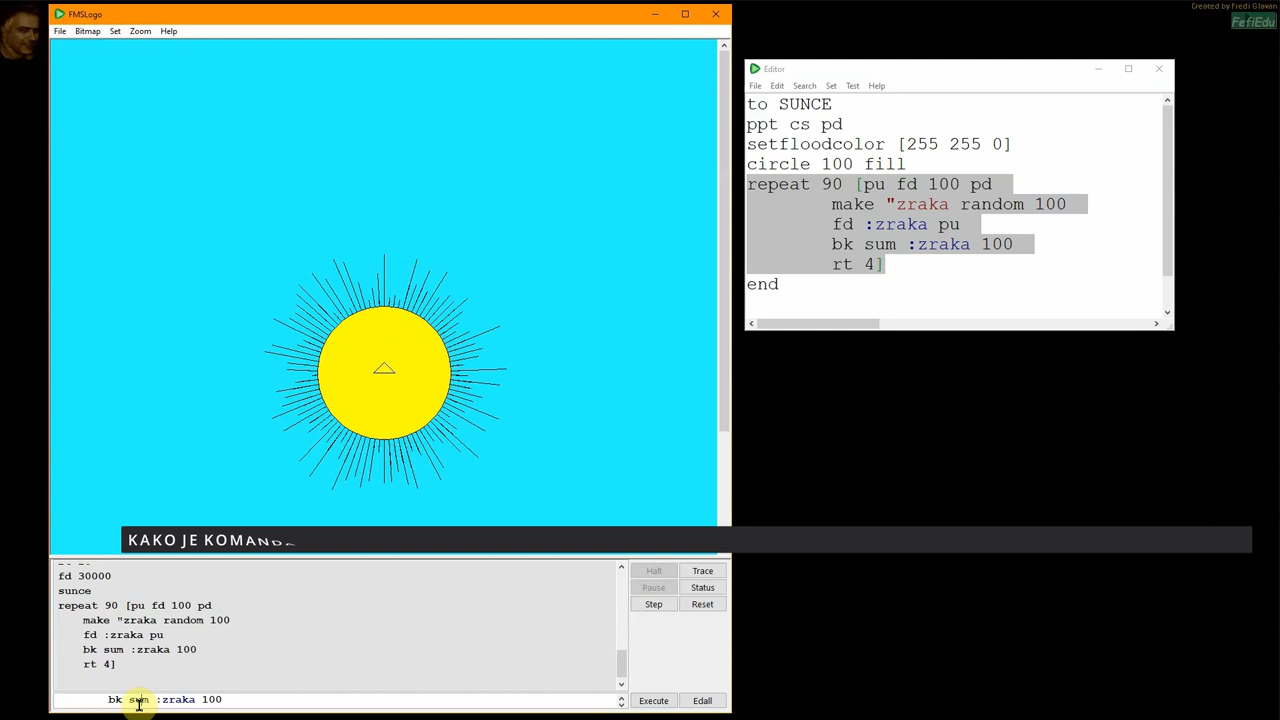 Created by Fredi Glavan
FefiEdu
FMSLogo
File Bitmap Set Zoom Help
Editor
File Edit Search Set Test Help
to SUNCE
ppt cs pd
setfloodcolor [255 255 0]
circle 100 fill
repeat 90 [pu fd 100 pd
make "zraka random 100
fd :zraka pu
bk sum :zraka 100
rt 4]
end
KAKO JE KOMAND
fd 30000
sunce
repeat 90 [pu fd 100 pd
make "zraka random 100
fd :zraka pu
bk sum :zraka 100
rt 4]
bk sum :zraka 100
Halt Trace
Pause Status
Step Reset
Execute Edall